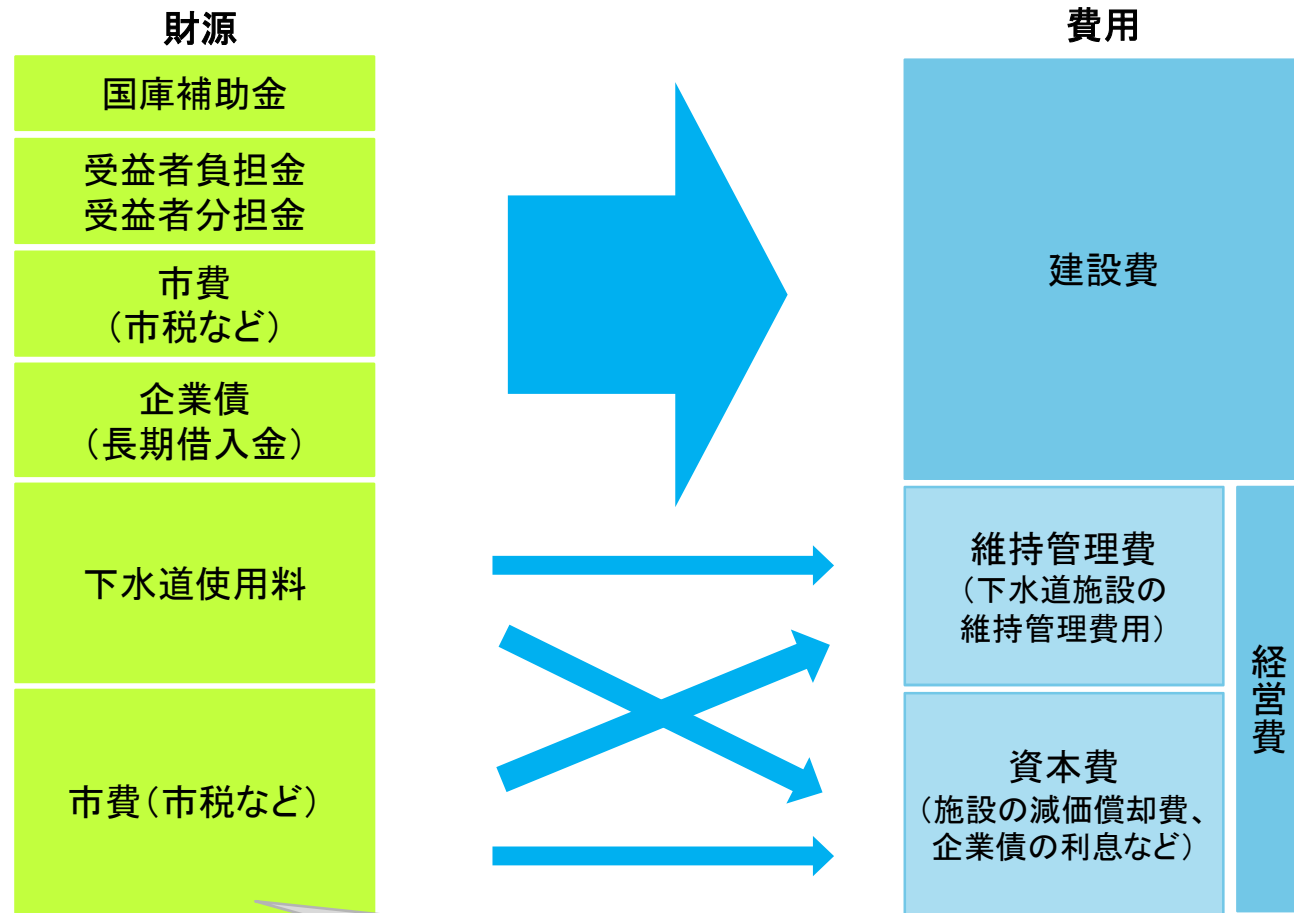 財源
国庫補助金
受益者負担金
受益者分担金
市費
（市税など）
企業債
（長期借入金）
下水道使用料
市費（市税など）
費用
建設費
維持管理費
（下水道施設の
維持管理費用）
資本費
（施設の減価償却費、
企業債の利息など）
経営費